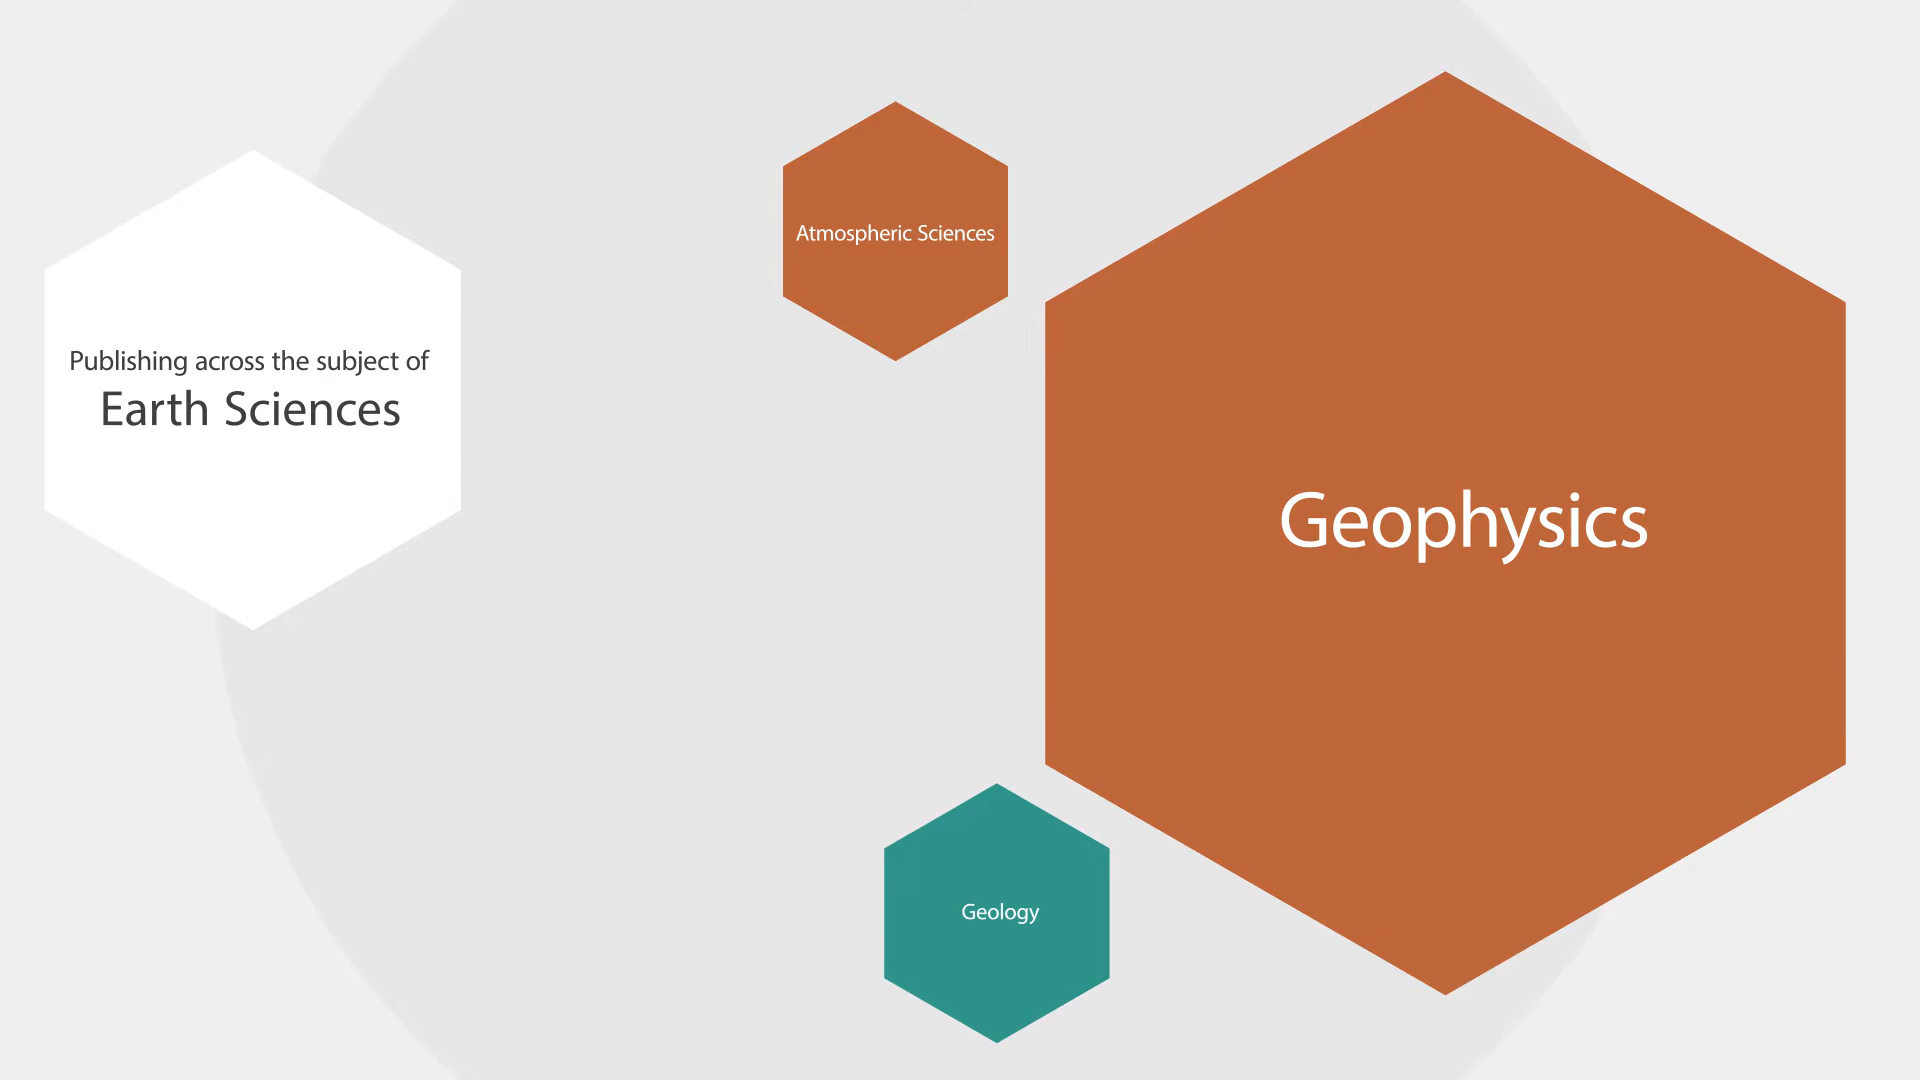 Publishing across the subject of
Earth Sciences
Atmospheric Sciences
Geophysics
Geology